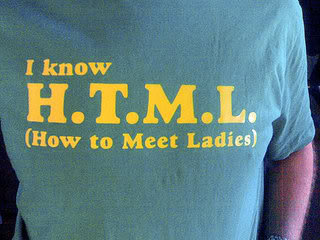 I know
H.T.M.L.
(How to Meet Ladies)